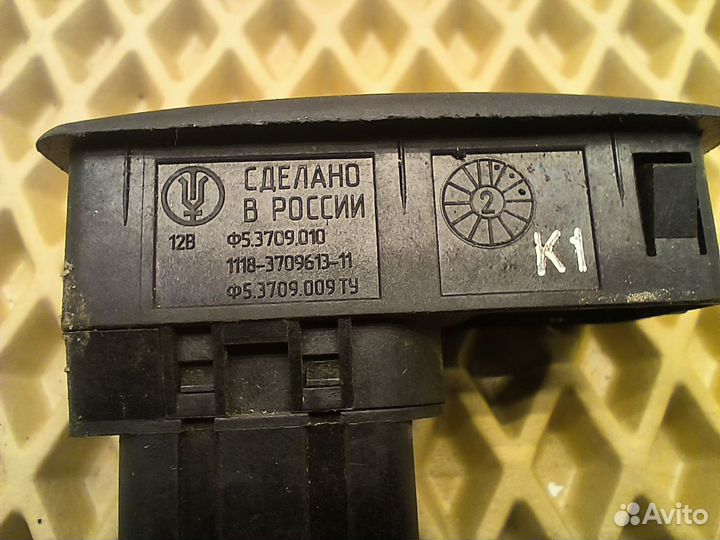 СДЕЛАНО
В РОССИИ
12В Ф5.3709.010
1118-3709613-11
Ф5.3709.009ТУ
2
К1
Avito